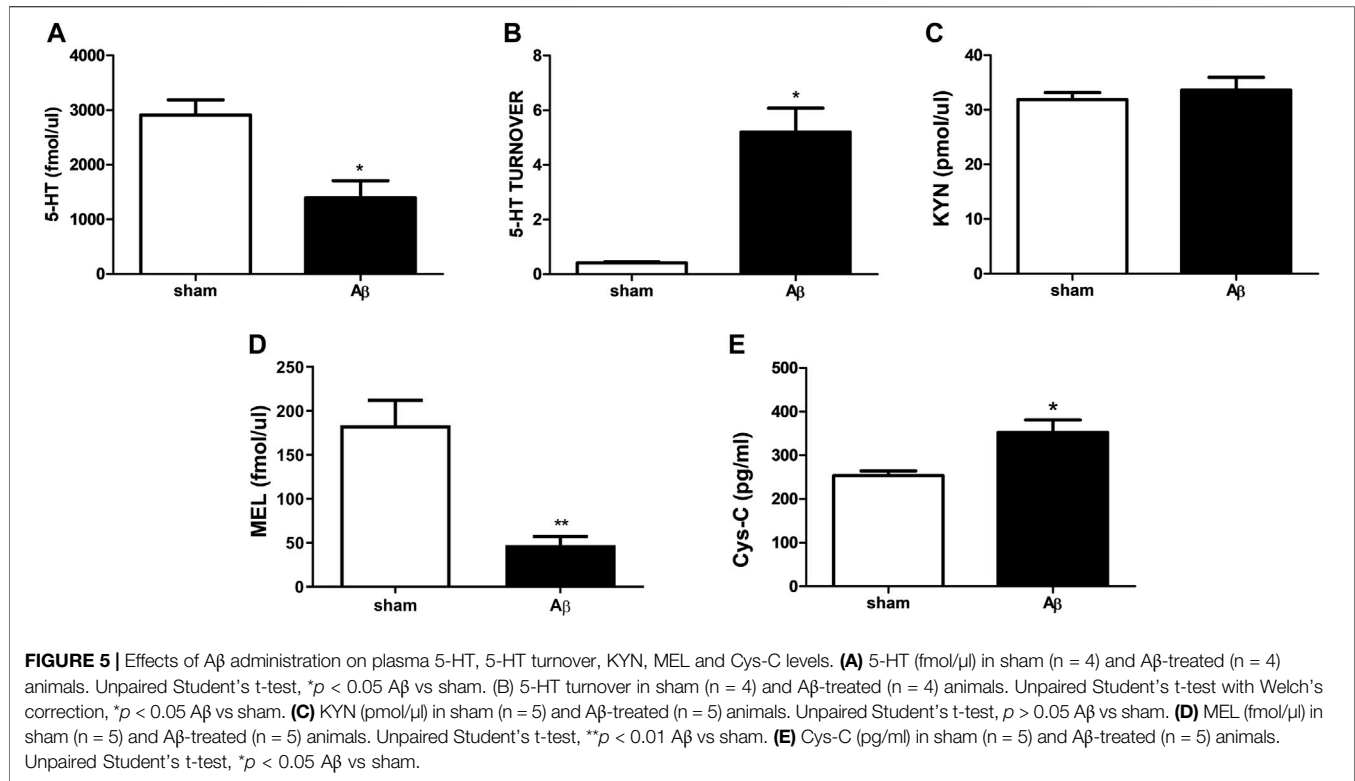 A
5-HT (fmol/ul)
4000
3000
2000
1000
0
*
sham
Aβ
B
5-HT TURNOVER
8
6
4
2
0
*
sham
Aβ
C
KYN (pmol/ul)
40
30
20
10
0
sham
Aβ
D
MEL (fmol/ul)
250
200
150
100
50
0
**
sham
Aβ
E
Cys-C (pg/ml)
500
400
300
200
100
0
*
sham
Aβ
FIGURE 5 | Effects of Aβ administration on plasma 5-HT, 5-HT turnover, KYN, MEL and Cys-C levels. (A) 5-HT (fmol/µl) in sham (n = 4) and Aβ-treated (n = 4)
animals. Unpaired Student's t-test, *p < 0.05 Aβ vs sham. (B) 5-HT turnover in sham (n = 4) and Aβ-treated (n = 4) animals. Unpaired Student's t-test with Welch's
correction, *p < 0.05 Aβ vs sham. (C) KYN (pmol/µl) in sham (n = 5) and Aβ-treated (n = 5) animals. Unpaired Student's t-test, p > 0.05 Aβ vs sham. (D) MEL (fmol/µl) in
sham (n = 5) and Aβ-treated (n = 5) animals. Unpaired Student's t-test, **p < 0.01 Aβ vs sham. (E) Cys-C (pg/ml) in sham (n = 5) and Aβ-treated (n = 5) animals.
Unpaired Student's t-test, *p < 0.05 Aβ vs sham.